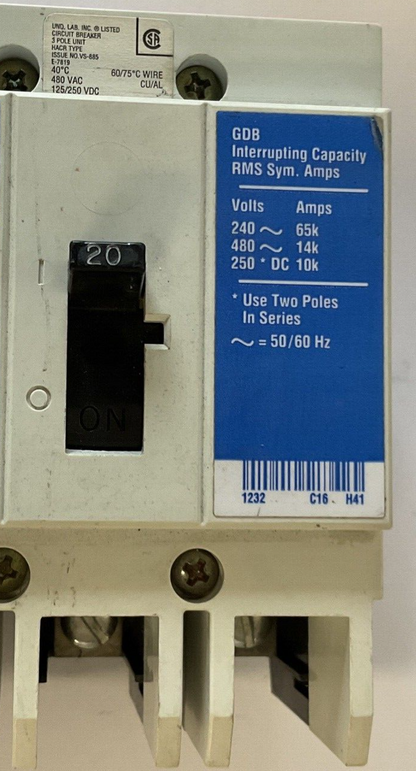 UND. LAB. INC. ® LISTED
CIRCUIT BREAKER
3 POLE UNIT
HACR TYPE
ISSUE NO. VS-885
E-7819
40°C 60/75°C WIRE
480 VAC CU/AL
125/250 VDC
SA
GDB
Interrupting Capacity
RMS Sym. Amps
Volts Amps
240 ~ 65k
480 ~ 14k
250 * DC 10k
* Use Two Poles
In Series
~ = 50/60 Hz
1232 C16 H41
20
I
O
ON